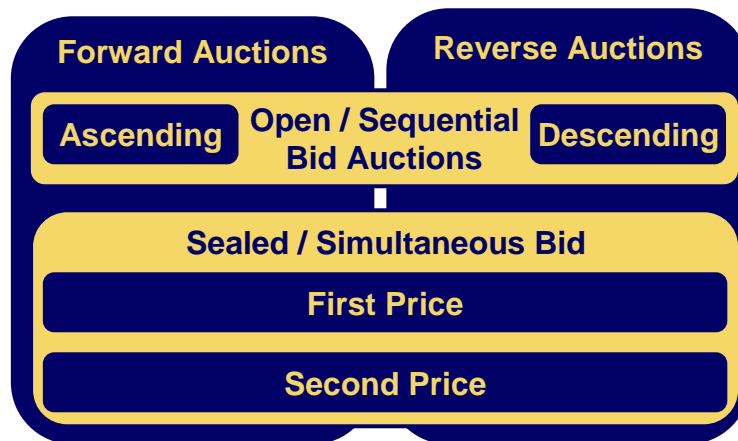 Forward Auctions
Reverse Auctions
Ascending
Open / Sequential
Bid Auctions
Descending
Sealed / Simultaneous Bid
First Price
Second Price